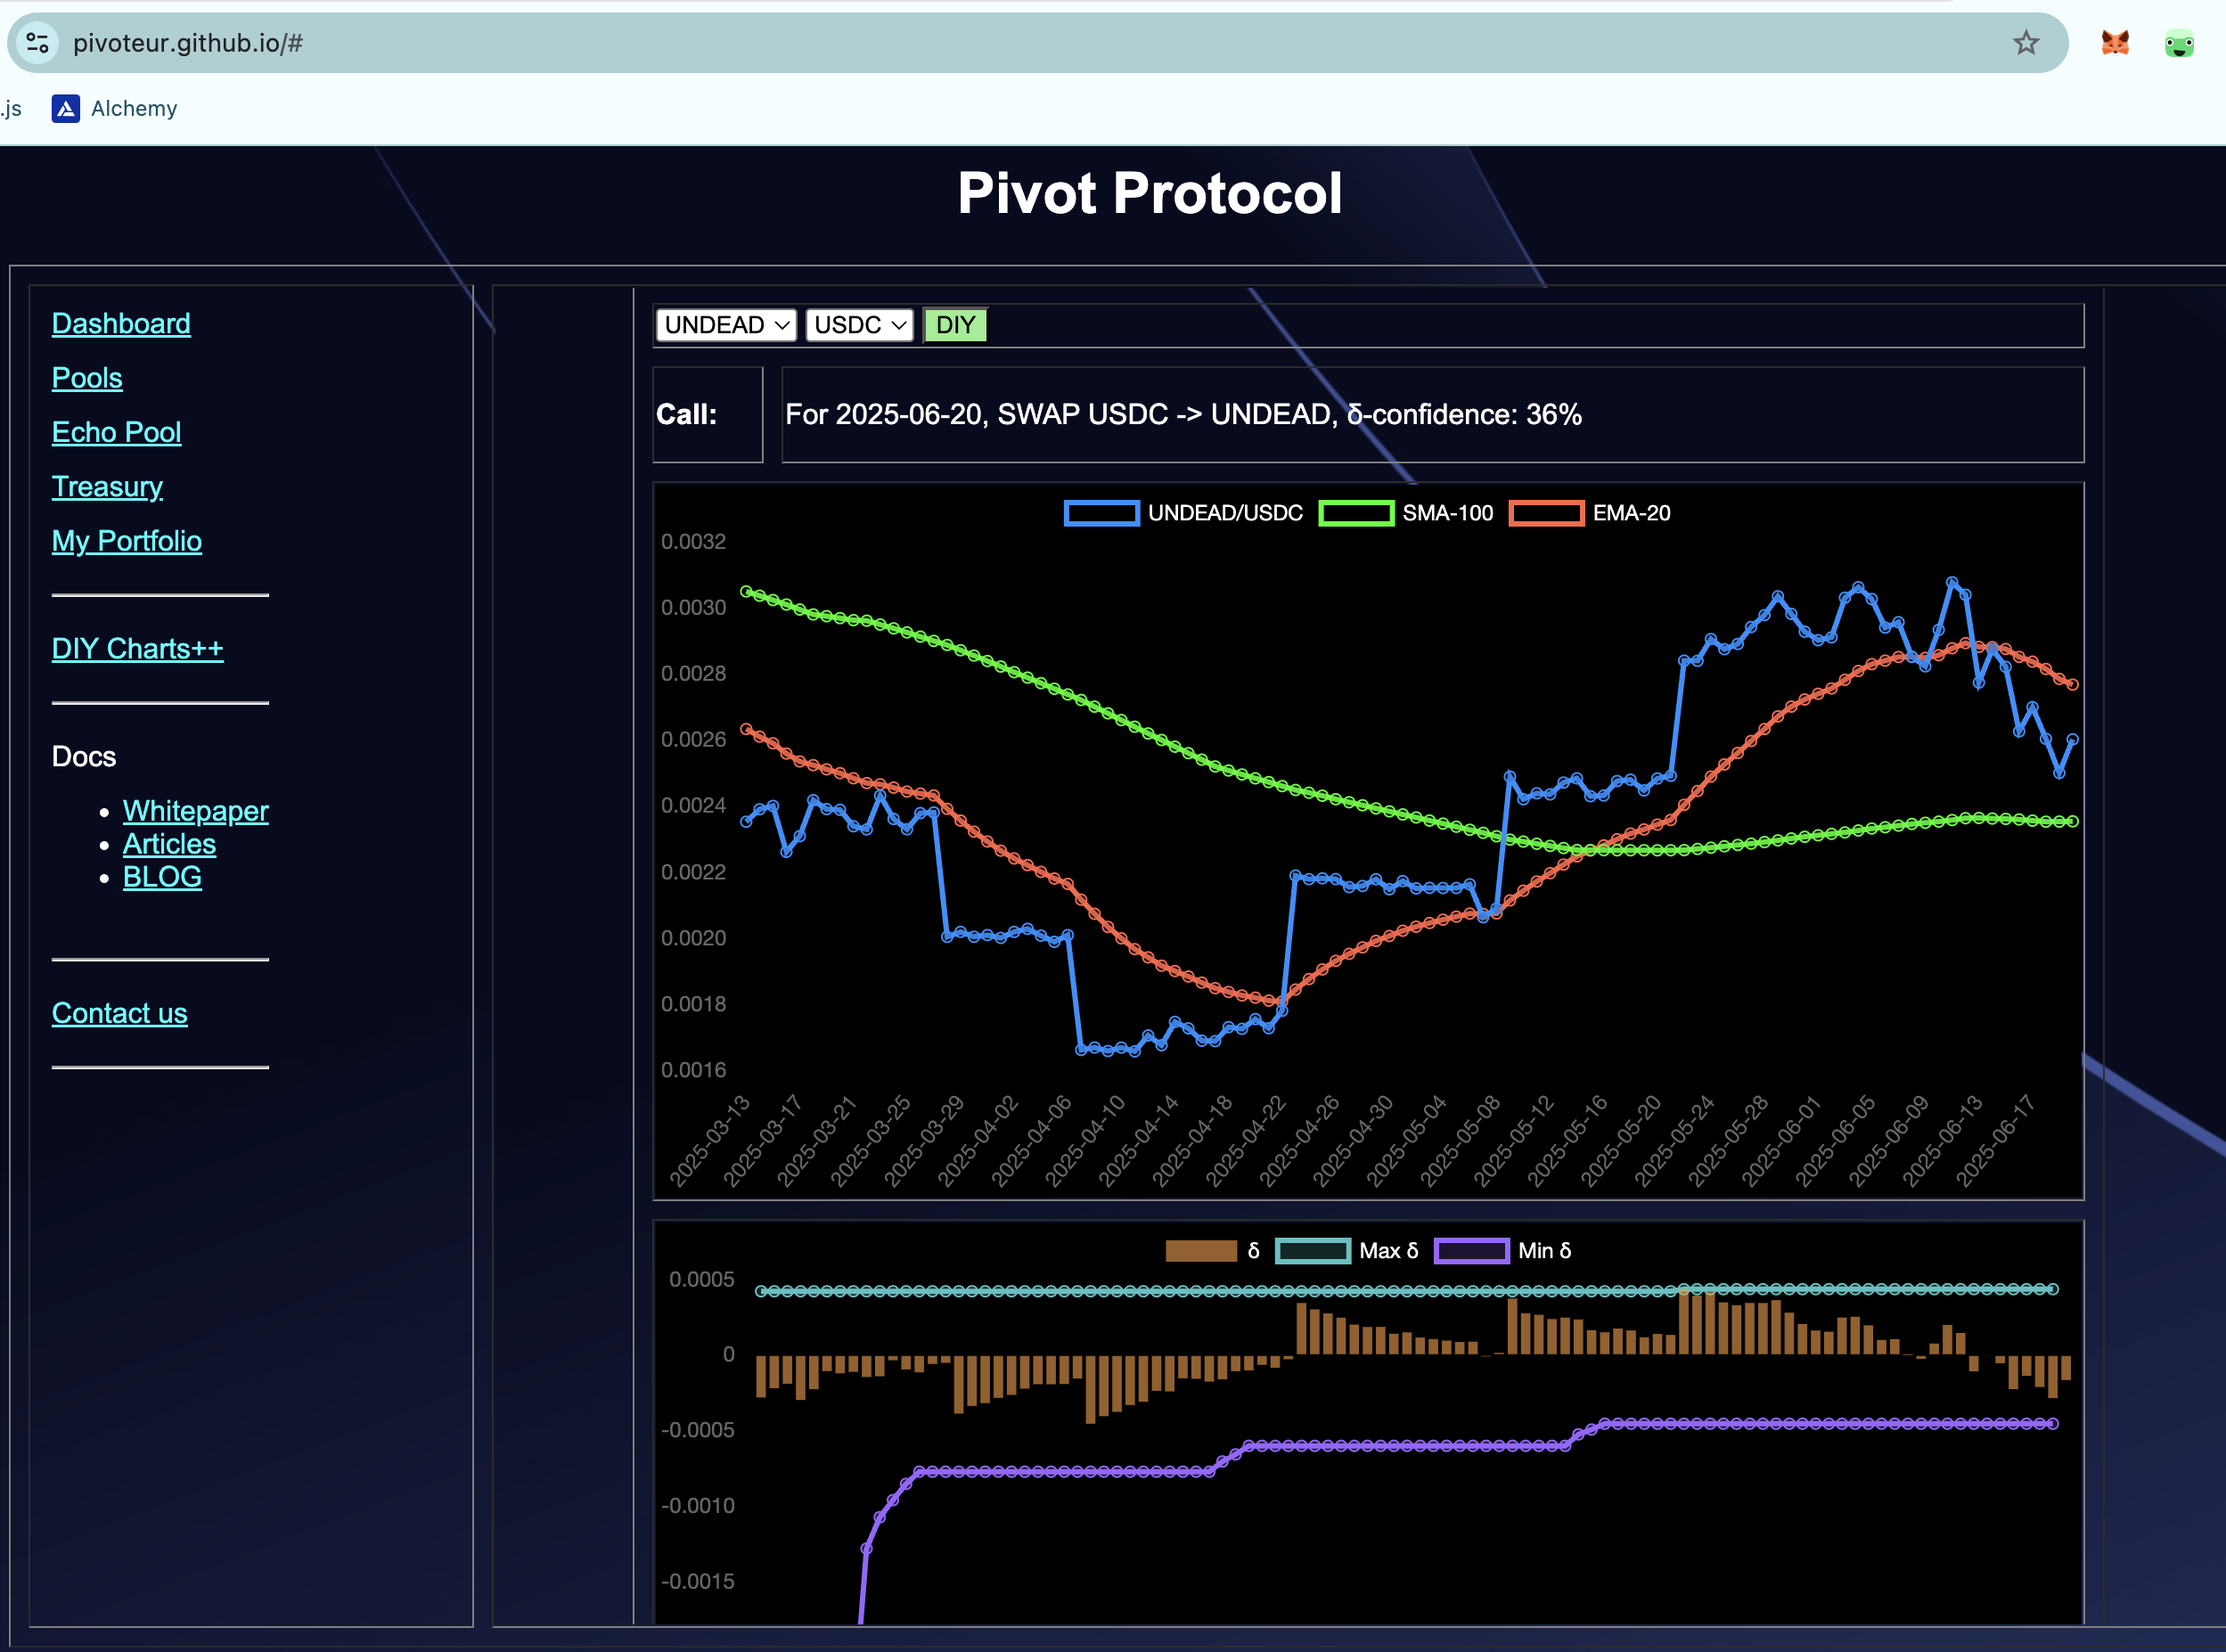 pivoteur.github.io/#
.js Alchemy
Pivot Protocol
Dashboard
Pools
Echo Pool
Treasury
My Portfolio
DIY Charts++
Docs
Whitepaper
Articles
BLOG
Contact us
UNDEAD USDC DIY
Call: For 2025-06-20, SWAP USDC -> UNDEAD, δ-confidence: 36%
UNDEAD/USDC SMA-100 EMA-20
0.0032
0.0030
0.0028
0.0026
0.0024
0.0022
0.0020
0.0018
0.0016
2025-03-13
2025-03-17
2025-03-21
2025-03-25
2025-03-29
2025-04-02
2025-04-06
2025-04-10
2025-04-14
2025-04-18
2025-04-22
2025-04-26
2025-04-30
2025-05-04
2025-05-08
2025-05-12
2025-05-16
2025-05-20
2025-05-24
2025-05-28
2025-06-01
2025-06-05
2025-06-09
2025-06-13
2025-06-17
δ Max δ Min δ
0.0005
0
-0.0005
-0.0010
-0.0015